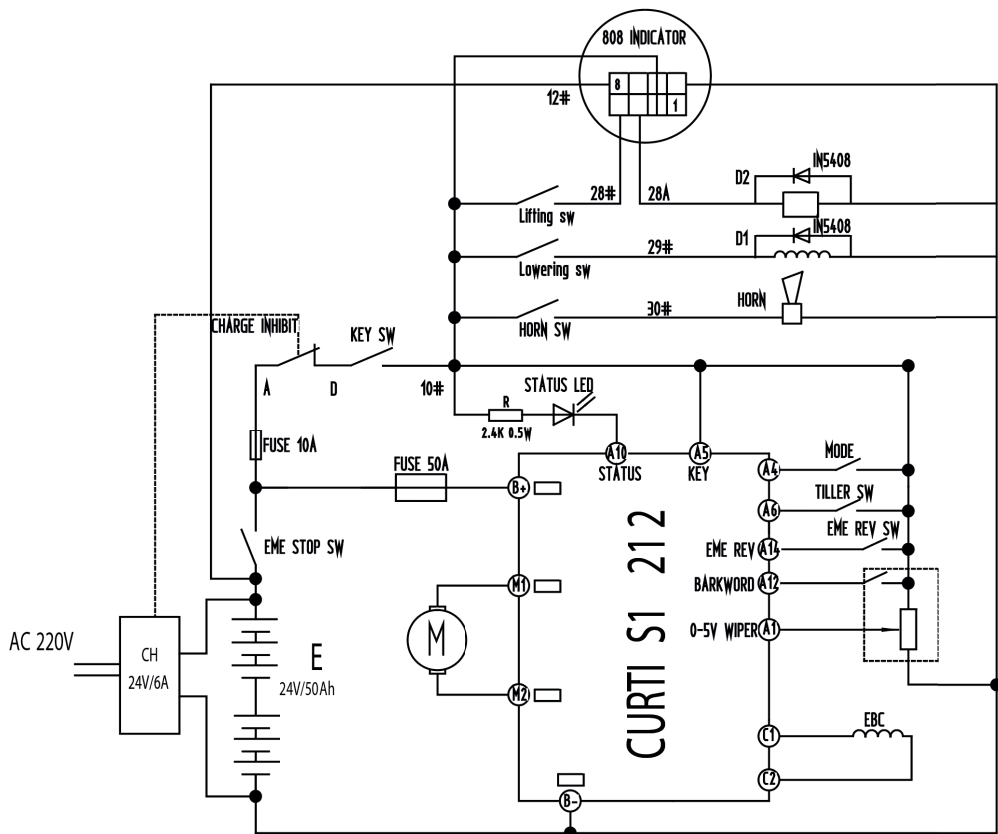 808 INDICATOR
8
12#
1
IN5408
D2
28#
28A
Lifting sw
IN5408
D1
29#
Lowering sw
HORN
30#
HORN SW
CHARGE INHIBIT
KEY SW
A
D
10#
STATUS LED
R
2.4K 0.5W
FUSE 10A
A10
STATUS
A5
KEY
MODE
A4
FUSE 50A
B+
TILLER SW
A6
EME REV SW
EME STOP SW
EME REV
A14
BARKWORD
A12
M1
0-5V WIPER
A1
CURTI S1 212
M
AC 220V
CH
24V/6A
E
24V/50Ah
M2
EBC
C1
C2
B-